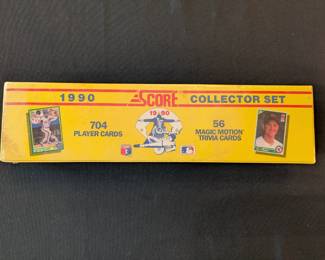 1990 SCORE COLLECTOR SET
1990
704
PLAYER CARDS
56
MAGIC MOTION
TRIVIA CARDS